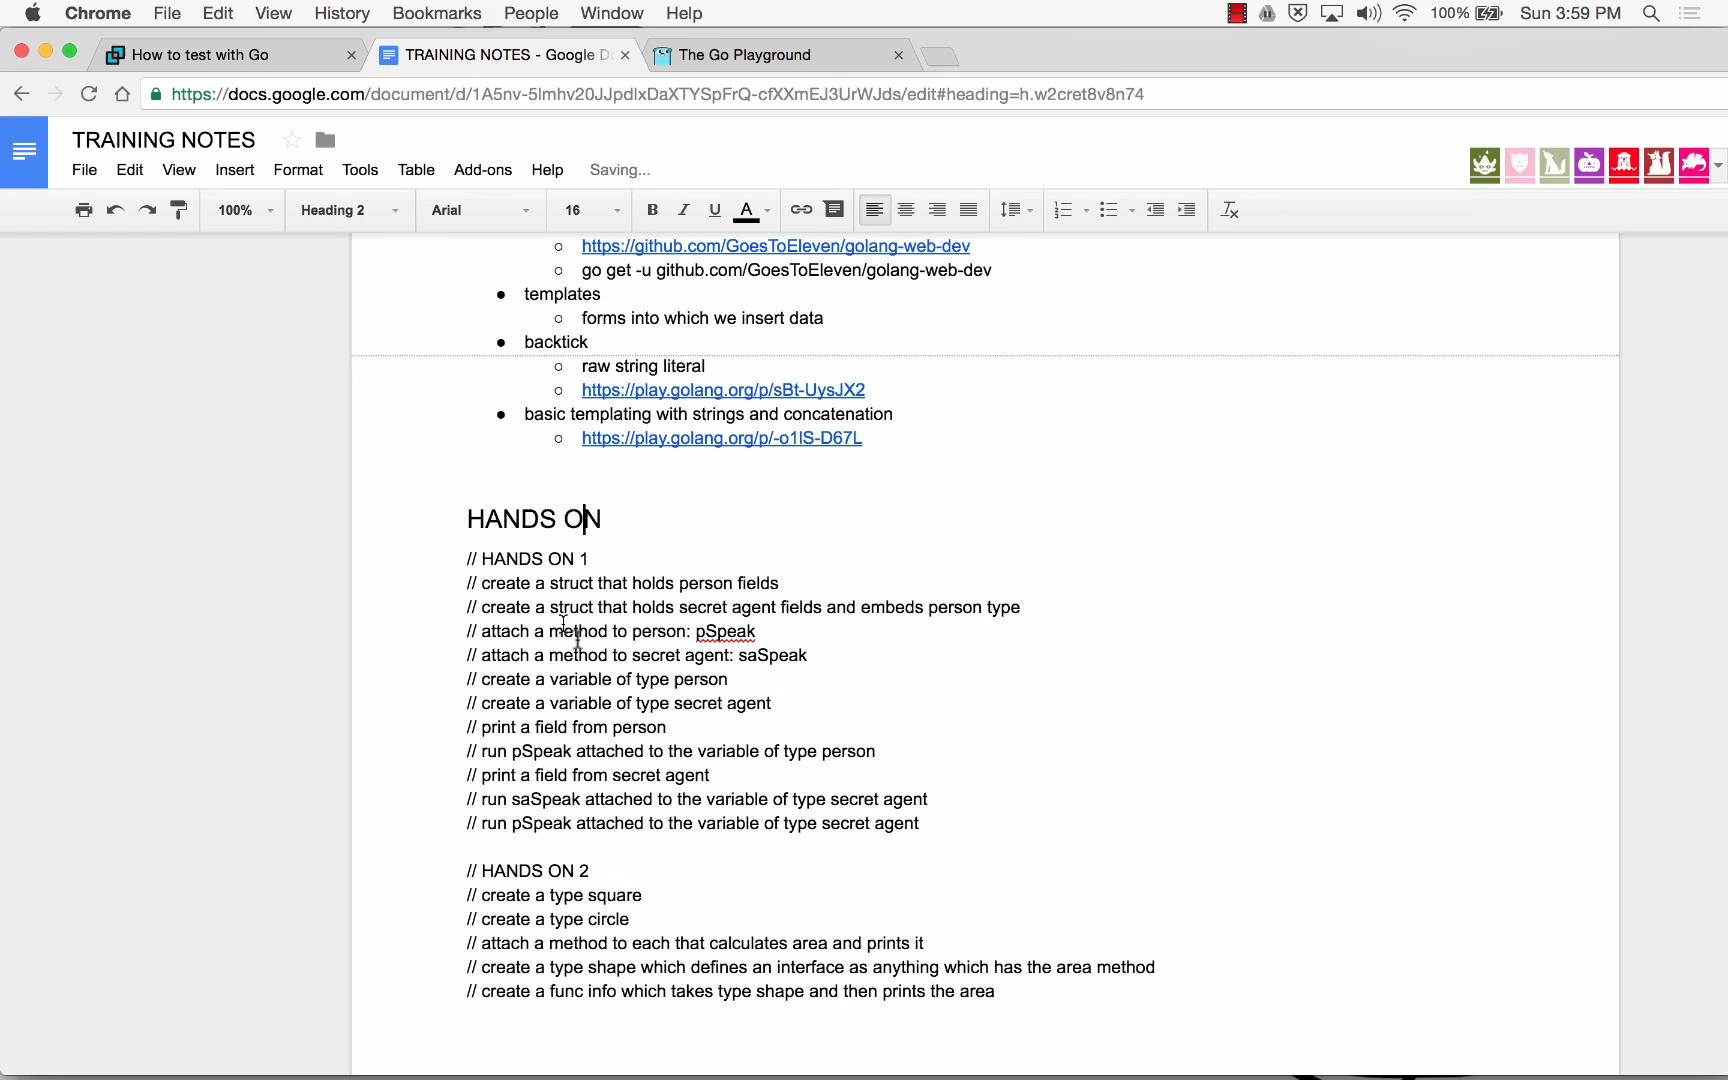 Chrome File Edit View History Bookmarks People Window Help 100% Sun 3:59 PM
How to test with Go TRAINING NOTES - Google D The Go Playground
https://docs.google.com/document/d/1A5nv-5lmhv20JJpdlxDaXTYSpFrQ-cfXXmEJ3UrWJds/edit#heading=h.w2cret8v8n74
TRAINING NOTES
File Edit View Insert Format Tools Table Add-ons Help Saving...
100% Heading 2 Arial 16 B I U A
○ https://github.com/GoesToEleven/golang-web-dev
○ go get -u github.com/GoesToEleven/golang-web-dev
● templates
○ forms into which we insert data
● backtick
○ raw string literal
○ https://play.golang.org/p/sBt-UysJX2
● basic templating with strings and concatenation
○ https://play.golang.org/p/-o1lS-D67L
HANDS ON
// HANDS ON 1
// create a struct that holds person fields
// create a struct that holds secret agent fields and embeds person type
// attach a method to person: pSpeak
// attach a method to secret agent: saSpeak
// create a variable of type person
// create a variable of type secret agent
// print a field from person
// run pSpeak attached to the variable of type person
// print a field from secret agent
// run saSpeak attached to the variable of type secret agent
// run pSpeak attached to the variable of type secret agent
// HANDS ON 2
// create a type square
// create a type circle
// attach a method to each that calculates area and prints it
// create a type shape which defines an interface as anything which has the area method
// create a func info which takes type shape and then prints the area